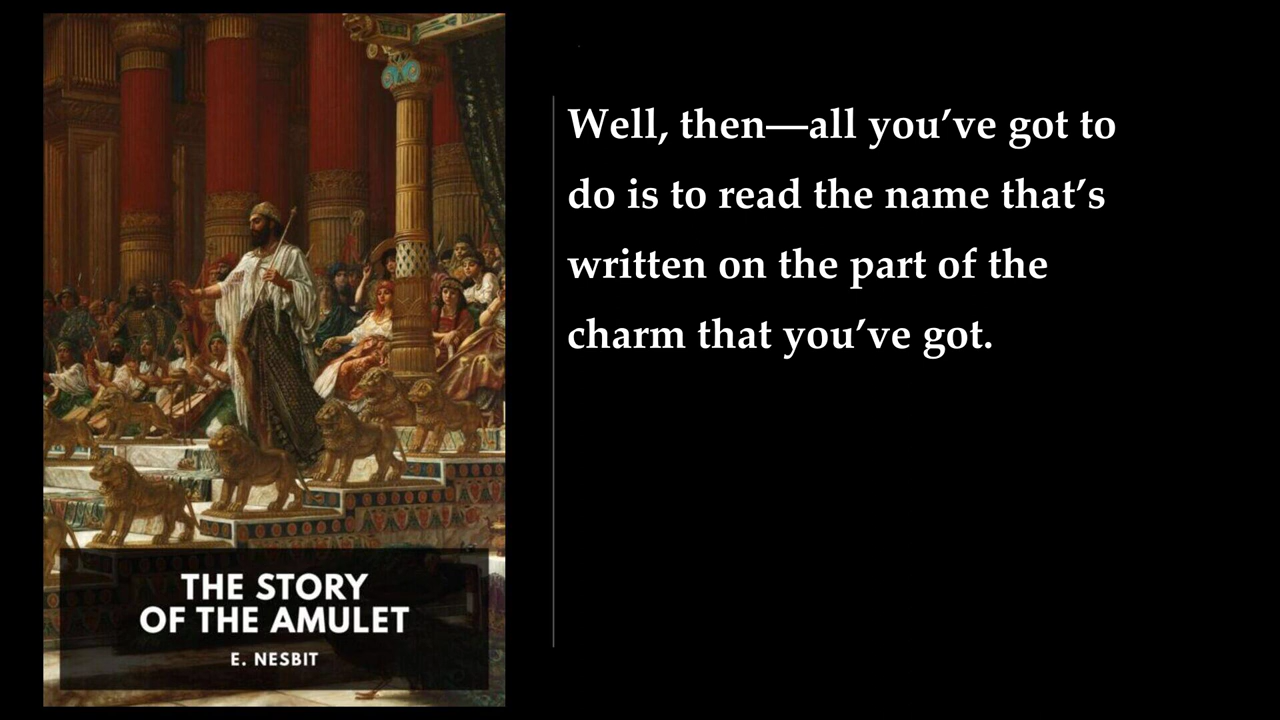 THE STORY
OF THE AMULET
E. NESBIT
Well, then—all you’ve got to
do is to read the name that’s
written on the part of the
charm that you’ve got.